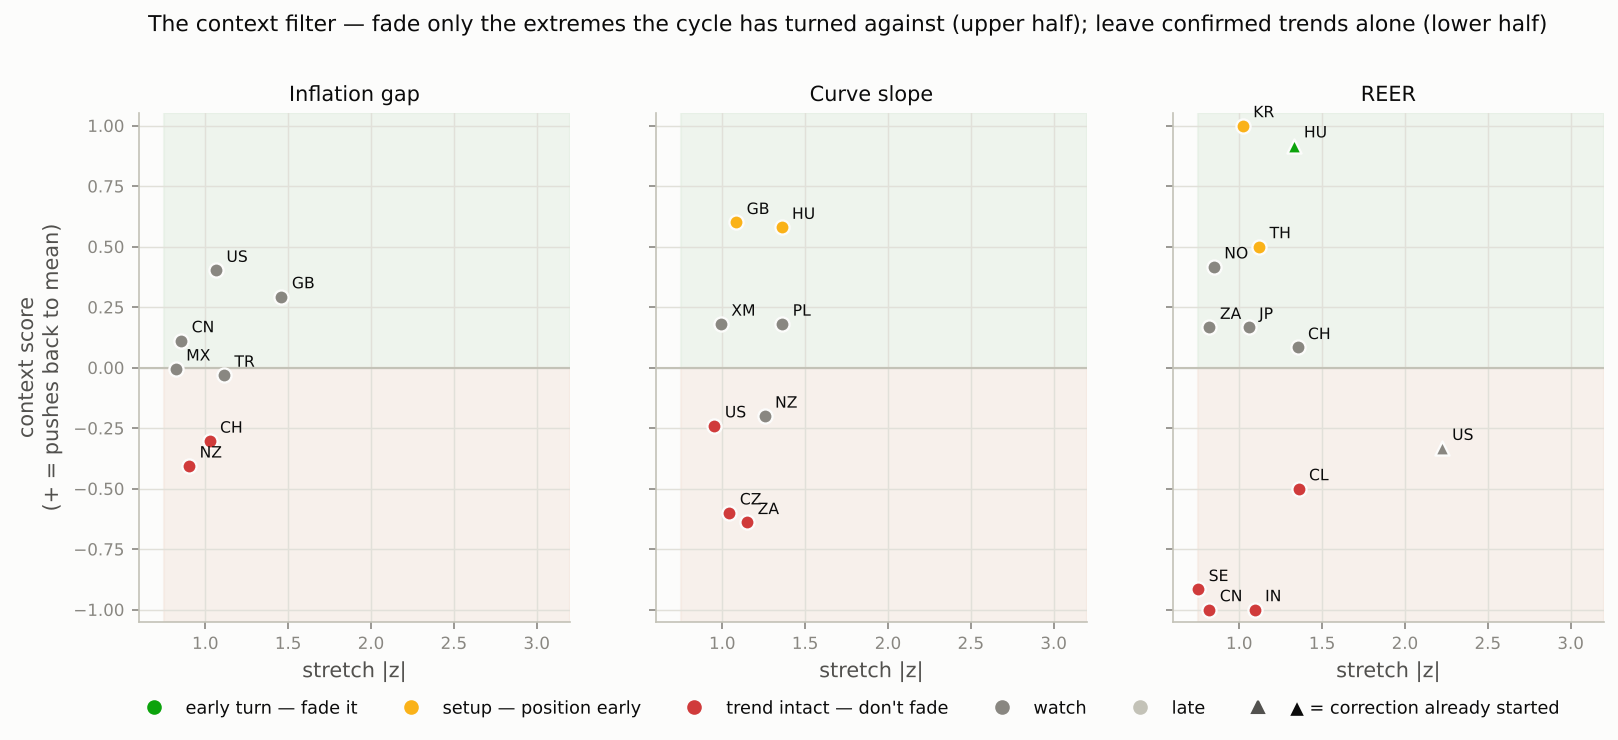 The context filter — fade only the extremes the cycle has turned against (upper half); leave confirmed trends alone (lower half)
Inflation gap
Curve slope
REER
context score
(+ = pushes back to mean)
1.00
0.75
0.50
0.25
0.00
−0.25
−0.50
−0.75
−1.00
US
GB
CN
MX
TR
CH
NZ
1.0 1.5 2.0 2.5 3.0
stretch |z|
GB
HU
XM
PL
US
NZ
CZ
ZA
1.0 1.5 2.0 2.5 3.0
stretch |z|
KR
HU
TH
NO
ZA
JP
CH
US
CL
SE
CN
IN
1.0 1.5 2.0 2.5 3.0
stretch |z|
early turn — fade it
setup — position early
trend intact — don't fade
watch
late
▲ = correction already started